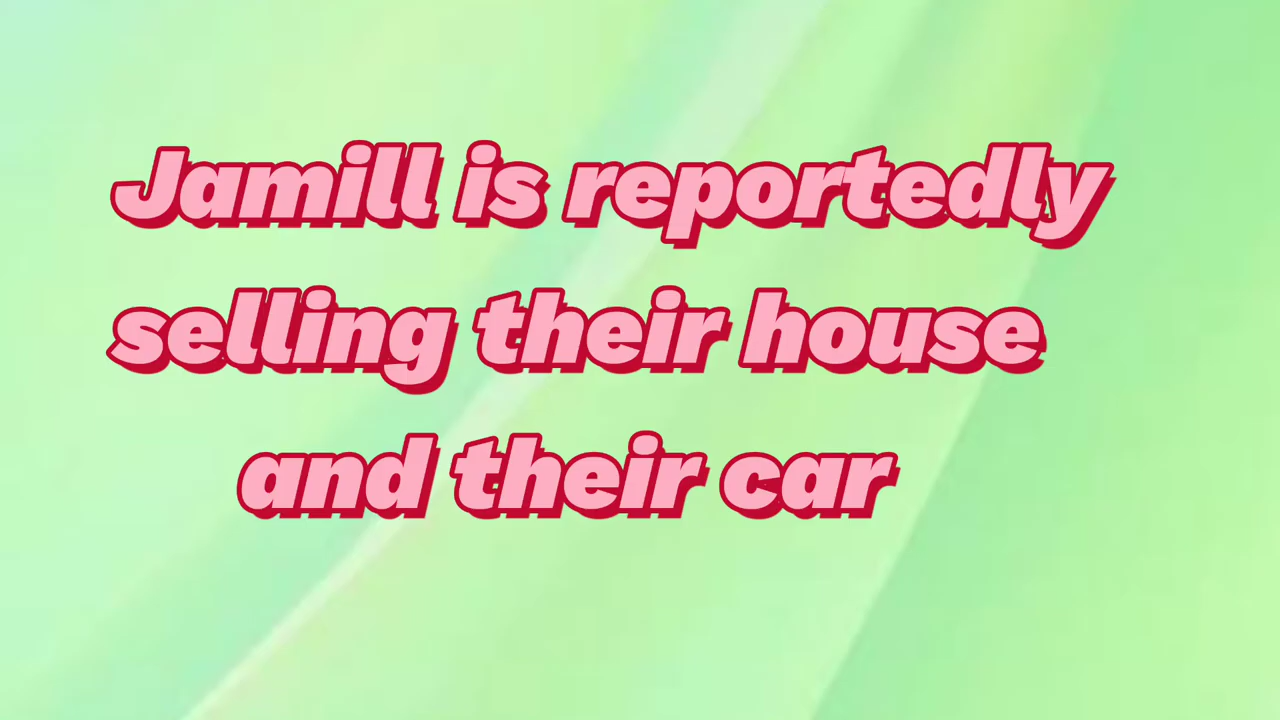 Jamill is reportedly
selling their house
and their car